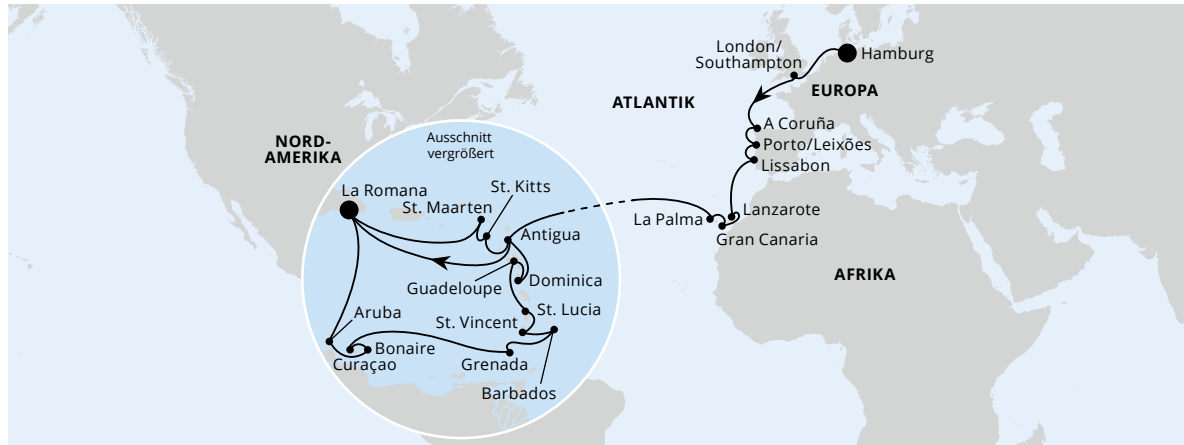 London/
Southampton
Hamburg
EUROPA
ATLANTIK
A Coruña
Porto/Leixões
Lissabon
NORD-
AMERIKA
Ausschnitt
vergrößert
La Romana
St. Kitts
St. Maarten
Antigua
La Palma
Lanzarote
Gran Canaria
AFRIKA
Guadeloupe
Dominica
Aruba
St. Lucia
St. Vincent
Bonaire
Curaçao
Grenada
Barbados